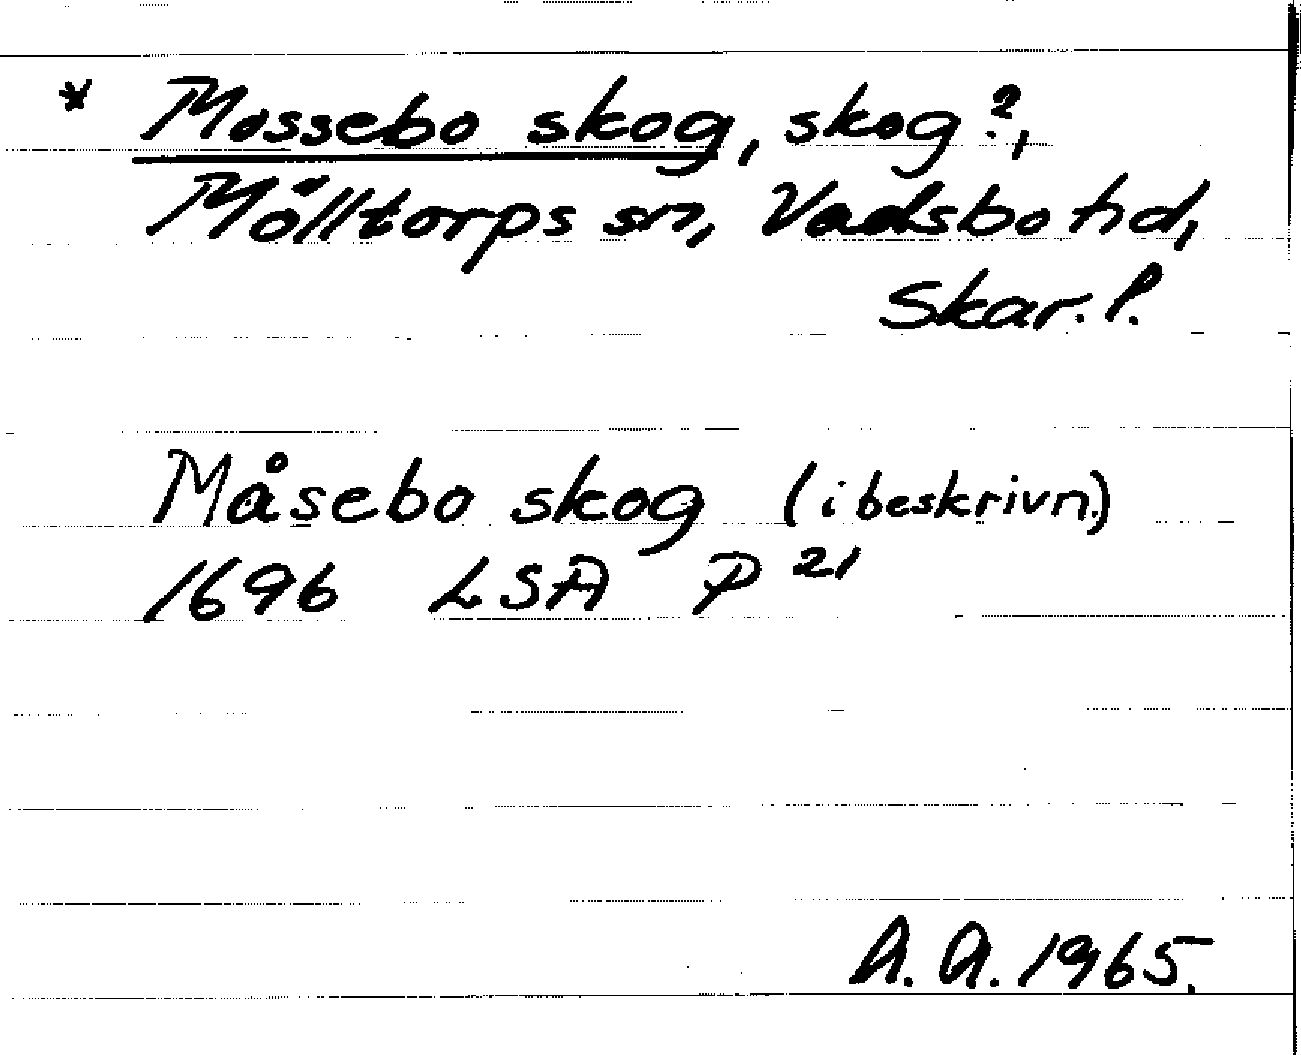 * Mossebo skog, skog?,
Mölltorps sn, Vadsbo hd,
Skar. l.
Måsebo skog (i beskrivn.)
1696 LSA P 21
A. A. 1965.